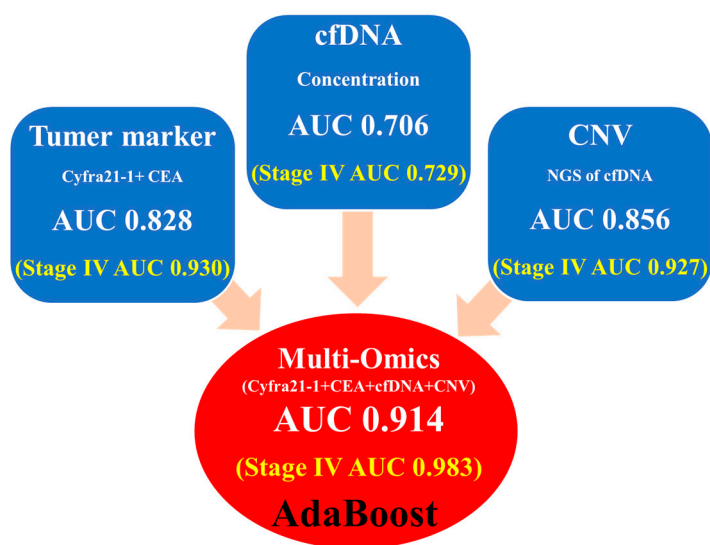 cfDNA
Concentration
AUC 0.706
(Stage IV AUC 0.729)
Tumer marker
Cyfra21-1+ CEA
AUC 0.828
(Stage IV AUC 0.930)
CNV
NGS of cfDNA
AUC 0.856
(Stage IV AUC 0.927)
Multi-Omics
(Cyfra21-1+CEA+cfDNA+CNV)
AUC 0.914
(Stage IV AUC 0.983)
AdaBoost